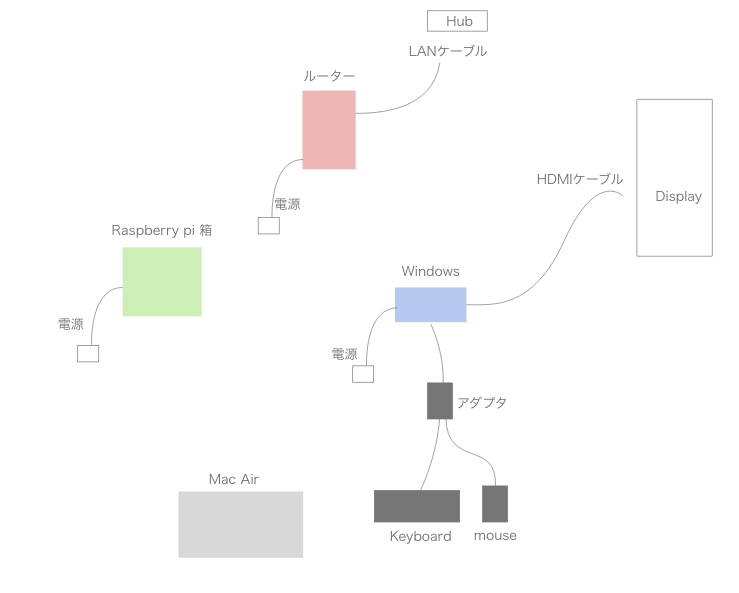 Hub
LANケーブル
ルーター
HDMIケーブル
Display
電源
Raspberry pi 箱
Windows
電源
電源
アダプタ
Mac Air
Keyboard
mouse